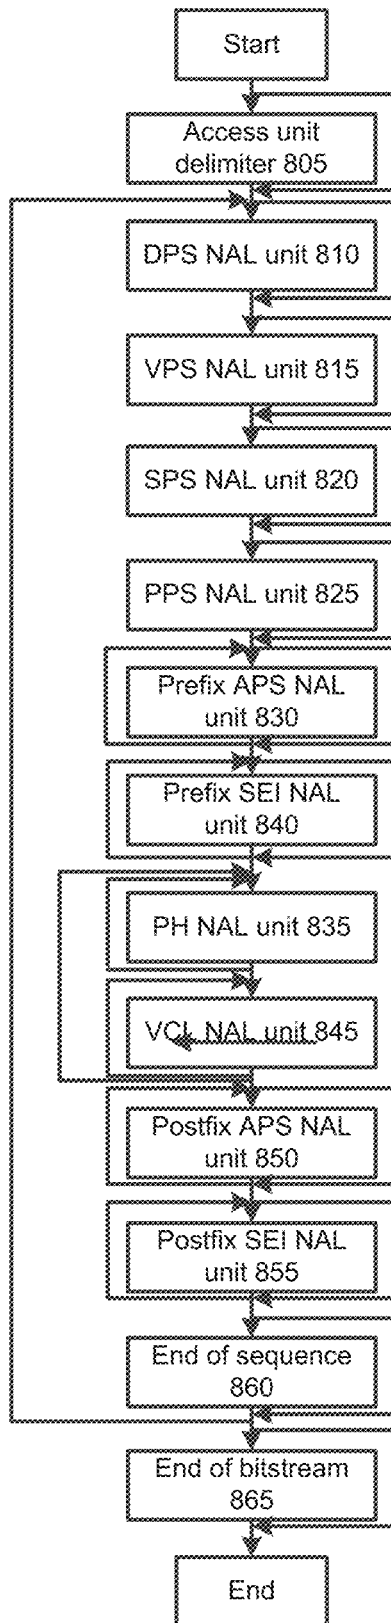 Start
Access unit
delimiter 805
DPS NAL unit 810
VPS NAL unit 815
SPS NAL unit 820
PPS NAL unit 825
Prefix APS NAL
unit 830
Prefix SEI NAL
unit 840
PH NAL unit 835
VCL NAL unit 845
Postfix APS NAL
unit 850
Postfix SEI NAL
unit 855
End of sequence
860
End of bitstream
865
End